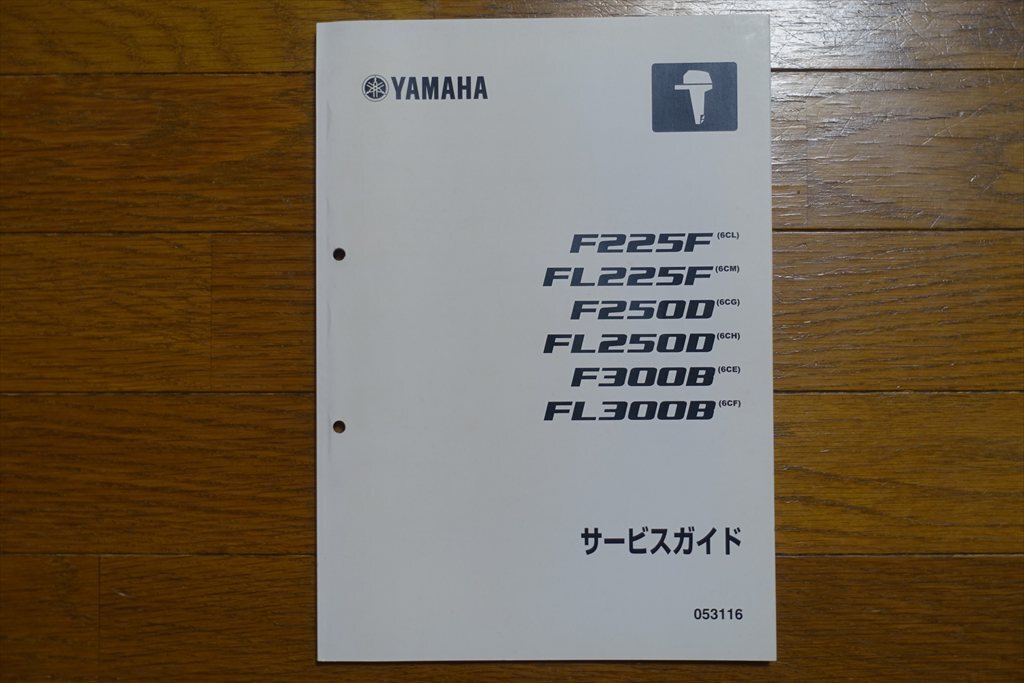 YAMAHA
F225F (6CL)
FL225F (6CM)
F250D (6CG)
FL250D (6CH)
F300B (6CE)
FL300B (6CF)
サービスガイド
053116